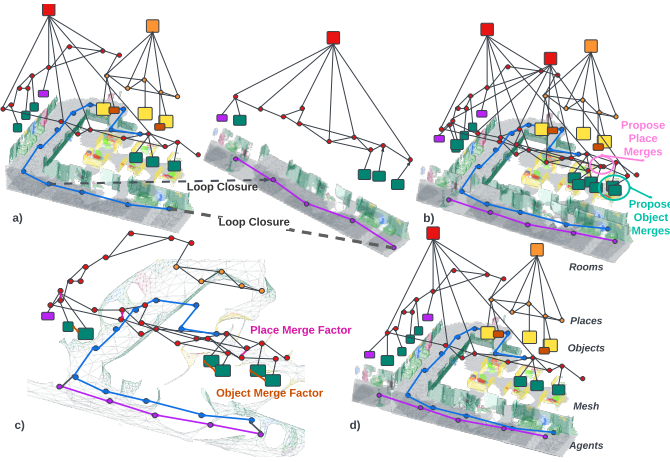 Loop Closure
Loop Closure
a)
Propose
Place
Merges
Propose
Object
Merges
b)
Rooms
Place Merge Factor
Object Merge Factor
c)
Places
Objects
Mesh
Agents
d)